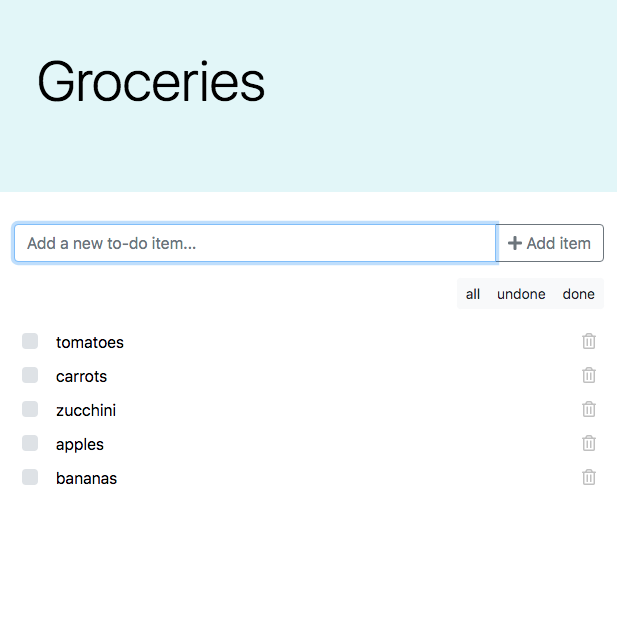 Groceries
Add a new to-do item...
Add item
all undone done
tomatoes
carrots
zucchini
apples
bananas